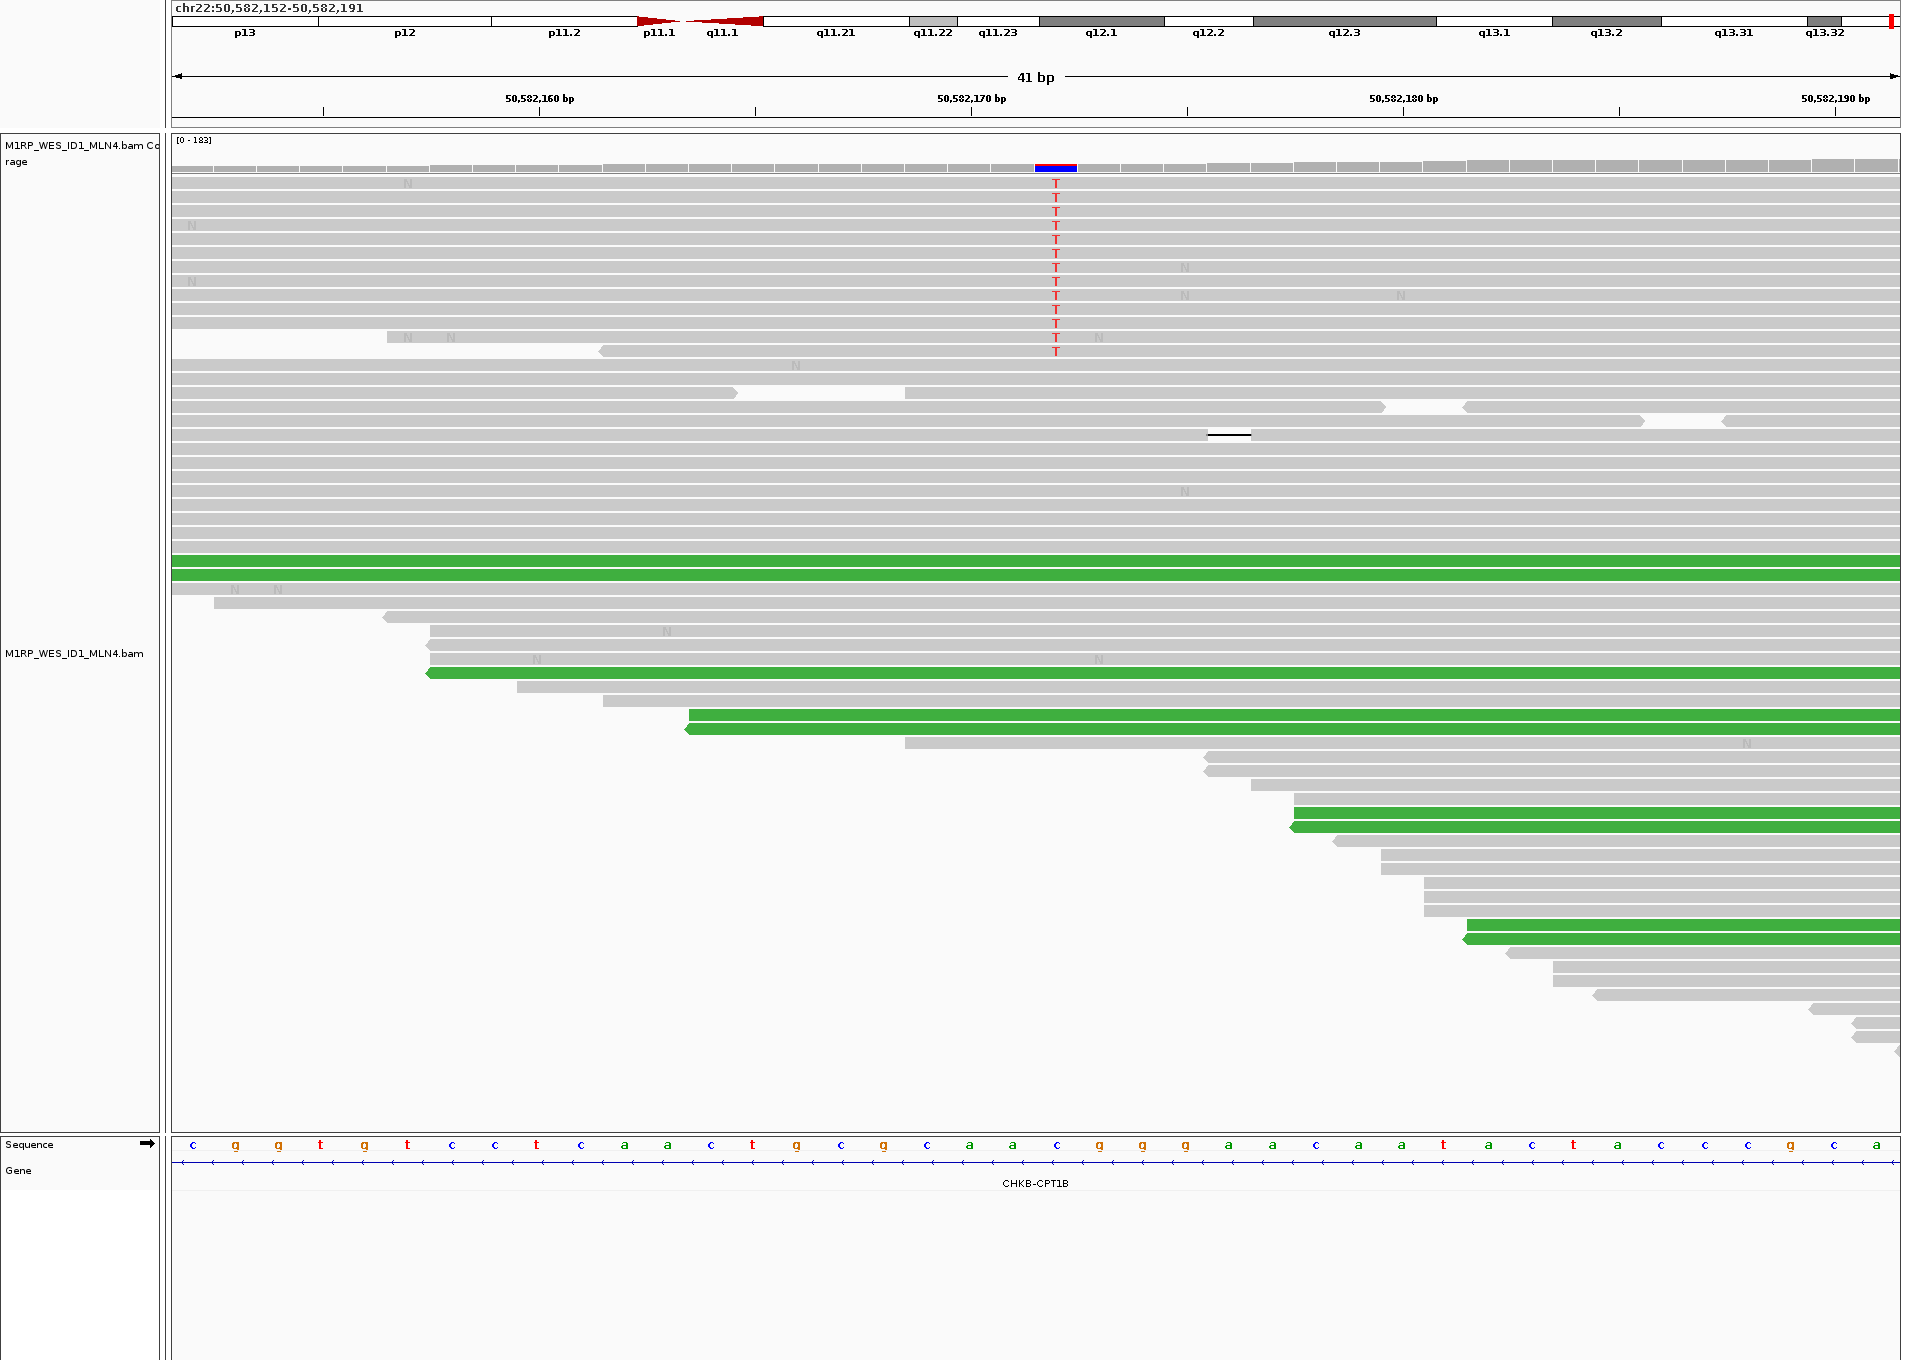 chr22:50,582,152-50,582,191
p13 p12 p11.2 p11.1 q11.1 q11.21 q11.22 q11.23 q12.1 q12.2 q12.3 q13.1 q13.2 q13.31 q13.32
41 bp
50,582,160 bp 50,582,170 bp 50,582,180 bp 50,582,190 bp
M1RP_WES_ID1_MLN4.bam Co
rage
[0 - 183]
N T
T
T
N T
T
T
T N
N T
T N N
T
T
N N T N
T
N
N
N N
N
N N
M1RP_WES_ID1_MLN4.bam
N
Sequence c g g t g t c c t c a a c t g c g c a a c g g g a a c a a t a c t a c c c g c a
Gene
CHKB-CPT1B